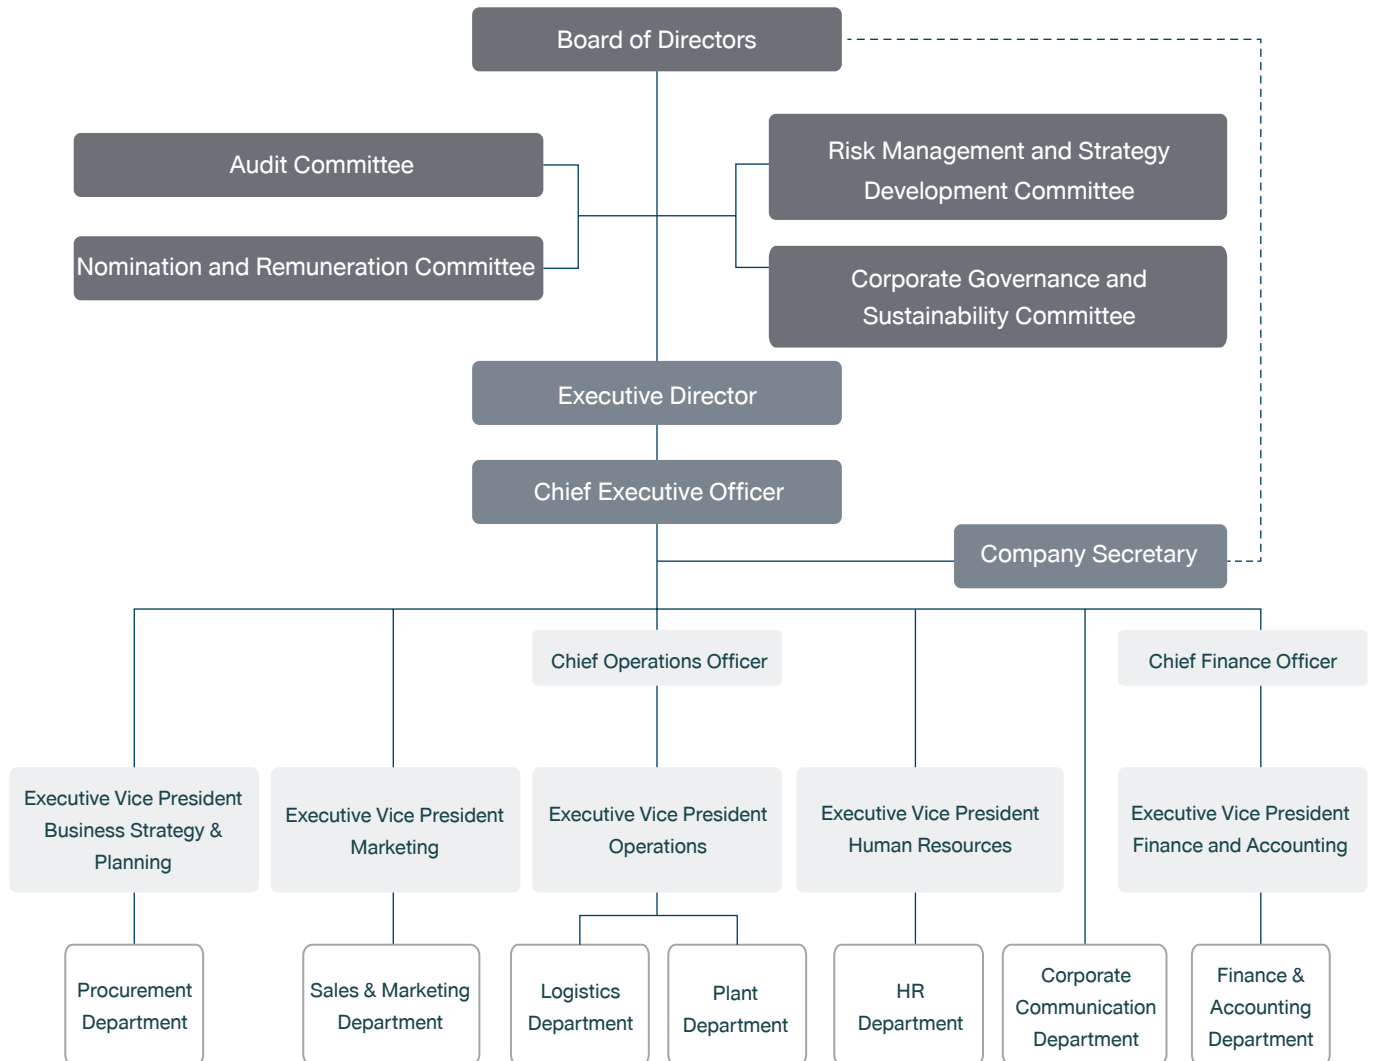 Board of Directors
Audit Committee
Risk Management and Strategy
Development Committee
Nomination and Remuneration Committee
Corporate Governance and
Sustainability Committee
Executive Director
Chief Executive Officer
Company Secretary
Chief Operations Officer
Chief Finance Officer
Executive Vice President
Business Strategy &
Planning
Executive Vice President
Marketing
Executive Vice President
Operations
Executive Vice President
Human Resources
Executive Vice President
Finance and Accounting
Procurement
Department
Sales & Marketing
Department
Logistics
Department
Plant
Department
HR
Department
Corporate
Communication
Department
Finance &
Accounting
Department